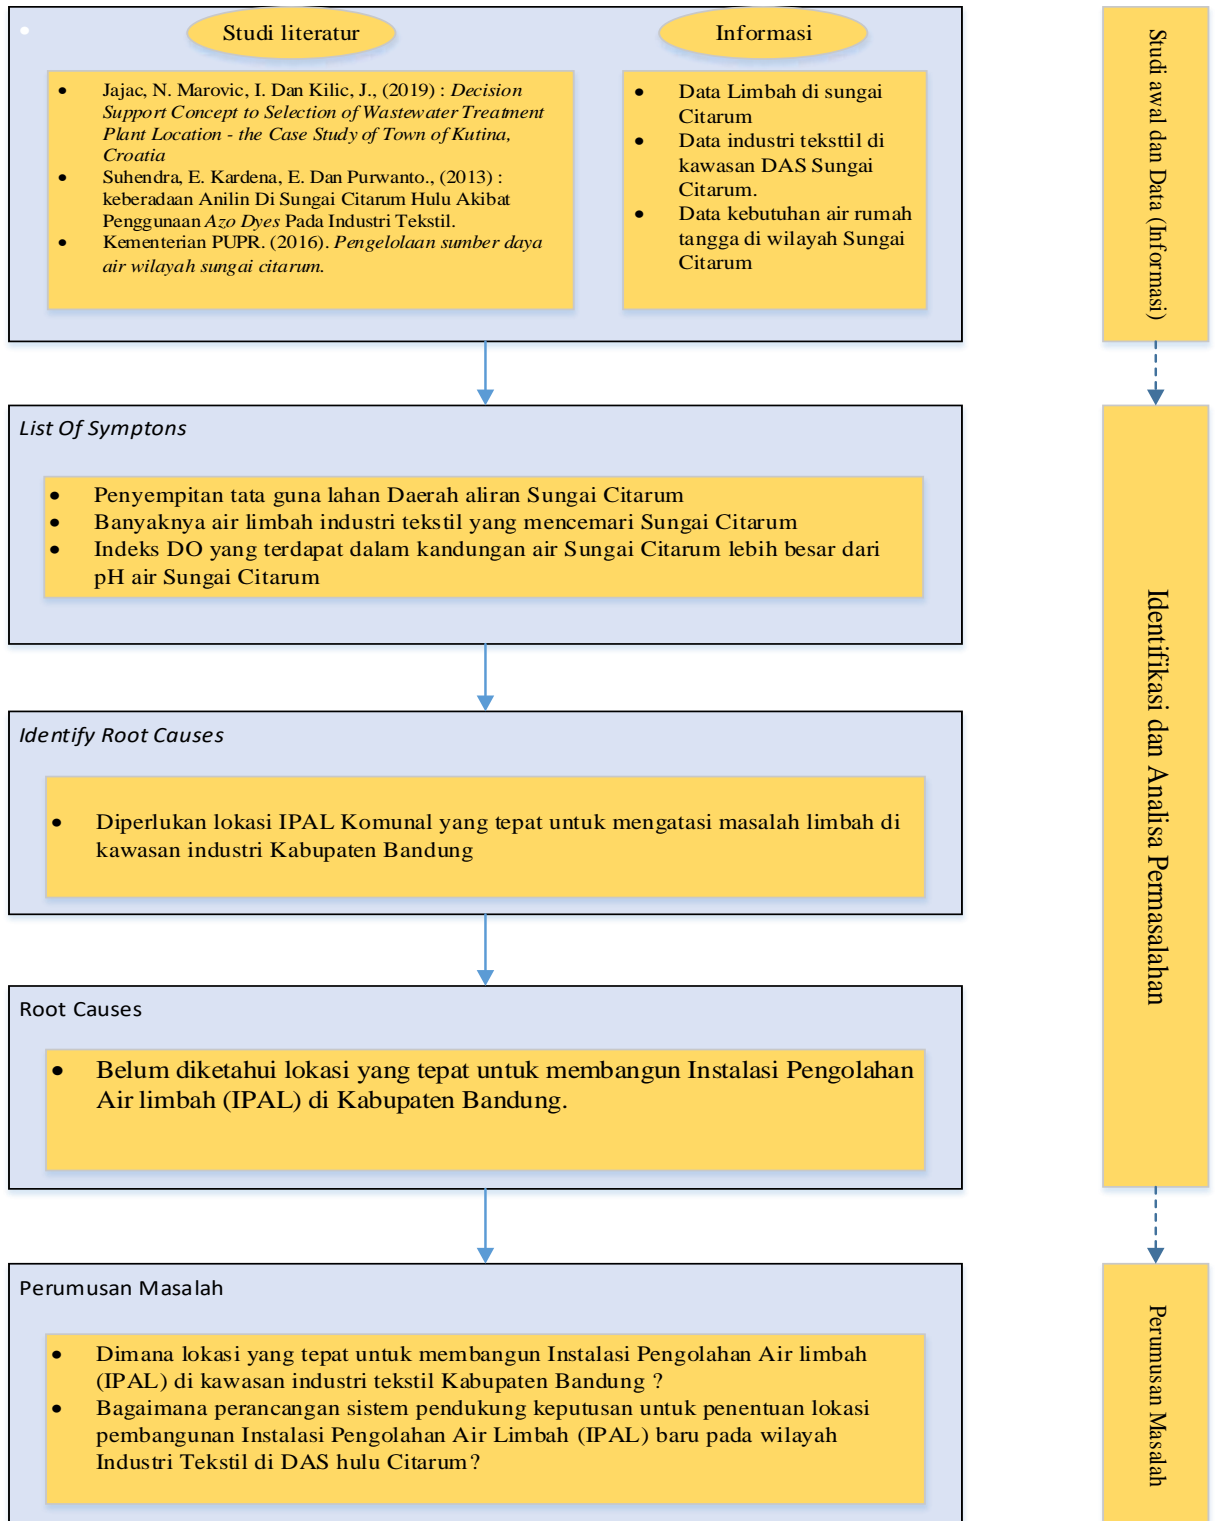 Studi literatur
Informasi
• Jajac, N. Marovic, I. Dan Kilic, J., (2019) : Decision
Support Concept to Selection of Wastewater Treatment
Plant Location - the Case Study of Town of Kutina,
Croatia
• Suhendra, E. Kardena, E. Dan Purwanto., (2013) :
keberadaan Anilin Di Sungai Citarum Hulu Akibat
Penggunaan Azo Dyes Pada Industri Tekstil.
• Kementerian PUPR. (2016). Pengelolaan sumber daya
air wilayah sungai citarum.
• Data Limbah di sungai
Citarum
• Data industri teksttil di
kawasan DAS Sungai
Citarum.
• Data kebutuhan air rumah
tangga di wilayah Sungai
Citarum
Studi awal dan Data (Informasi)
List Of Symptons
• Penyempitan tata guna lahan Daerah aliran Sungai Citarum
• Banyaknya air limbah industri tekstil yang mencemari Sungai Citarum
• Indeks DO yang terdapat dalam kandungan air Sungai Citarum lebih besar dari
pH air Sungai Citarum
Identify Root Causes
• Diperlukan lokasi IPAL Komunal yang tepat untuk mengatasi masalah limbah di
kawasan industri Kabupaten Bandung
Root Causes
• Belum diketahui lokasi yang tepat untuk membangun Instalasi Pengolahan
Air limbah (IPAL) di Kabupaten Bandung.
Identifikasi dan Analisa Permasalahan
Perumusan Masalah
• Dimana lokasi yang tepat untuk membangun Instalasi Pengolahan Air limbah
(IPAL) di kawasan industri tekstil Kabupaten Bandung ?
• Bagaimana perancangan sistem pendukung keputusan untuk penentuan lokasi
pembangunan Instalasi Pengolahan Air Limbah (IPAL) baru pada wilayah
Industri Tekstil di DAS hulu Citarum?
Perumusan Masalah